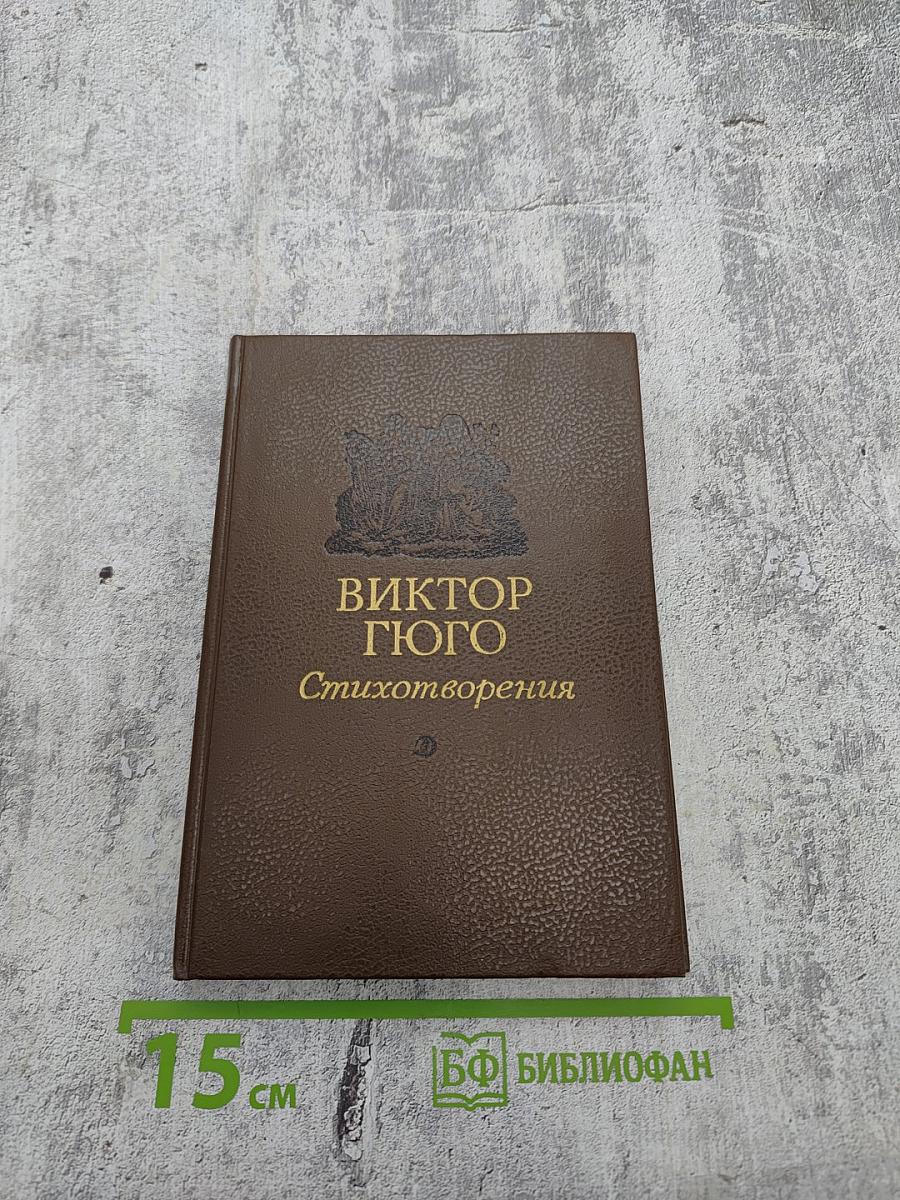 ВИКТОР
ГЮГО
Стихотворения
15 см
БФ БИБЛИОФАН